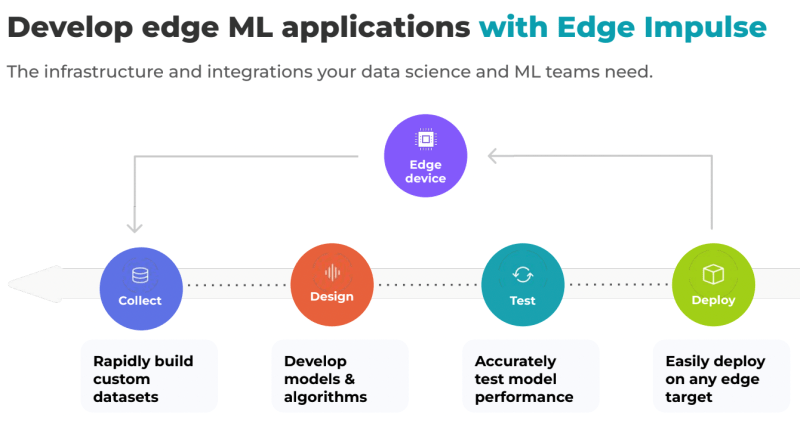 Develop edge ML applications with Edge Impulse
The infrastructure and integrations your data science and ML teams need.
Edge
device
Collect
Design
Test
Deploy
Rapidly build
custom
datasets
Develop
models &
algorithms
Accurately
test model
performance
Easily deploy
on any edge
target